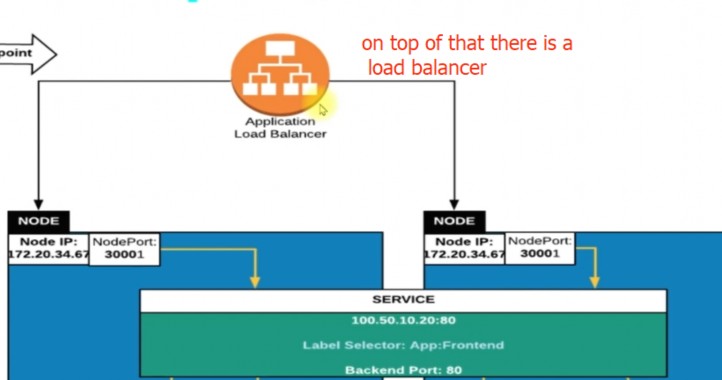 point
on top of that there is a
load balancer
Application
Load Balancer
NODE
Node IP:
172.20.34.67
NodePort:
30001
NODE
Node IP:
172.20.34.67
NodePort:
30001
SERVICE
100.50.10.20:80
Label Selector: App:Frontend
Backend Port: 80